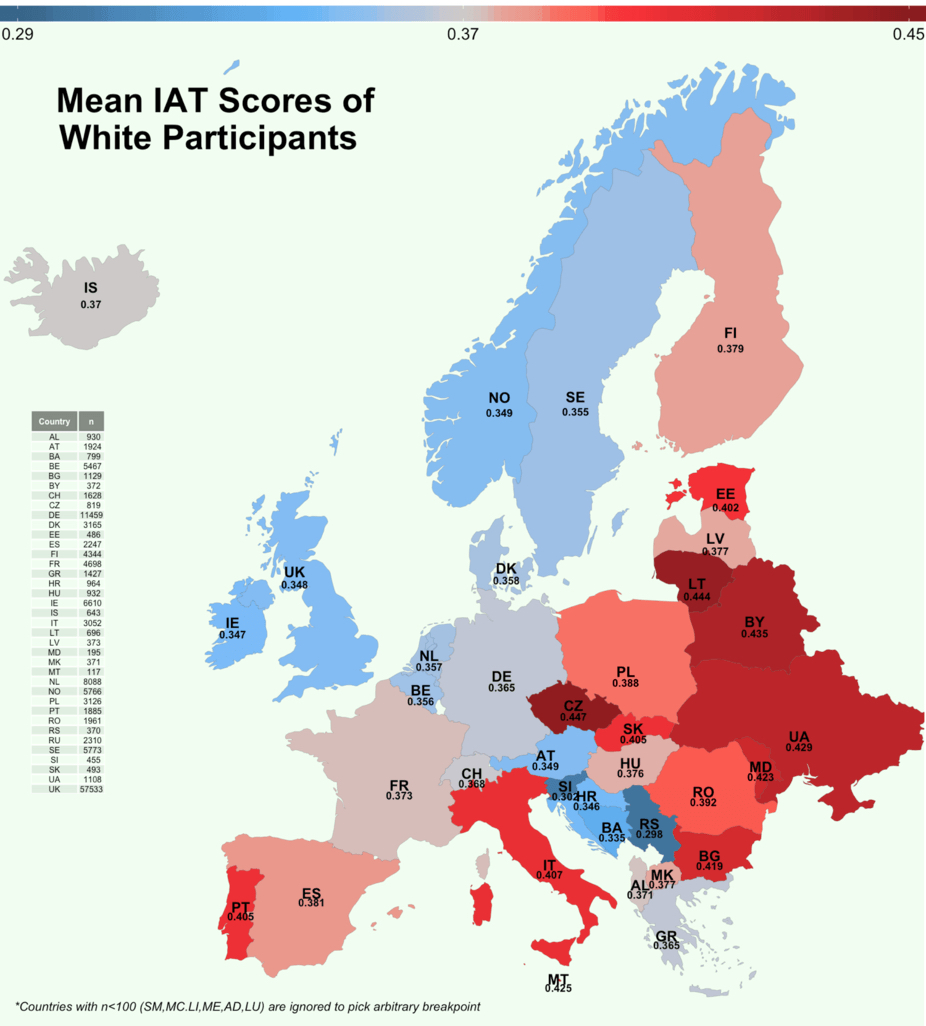 0.29 0.37 0.45
Mean IAT Scores of
White Participants
IS
0.37
FI
0.379
NO
0.349
SE
0.355
Country n
AL 930
AT 1924
BA 799
BE 5467
BG 1129
BY 372
CH 1628
CZ 819
DE 11459
DK 3165
EE 486
ES 2247
FI 4344
FR 4698
GR 1427
HR 964
HU 932
IE 6610
IS 643
IT 3052
LT 696
LV 373
MD 195
MK 371
MT 117
NL 8088
NO 5766
PL 3126
PT 1885
RO 1961
RS 370
RU 2310
SE 5773
SI 455
SK 493
UA 1108
UK 57533
EE
0.402
LV
0.377
DK
0.358
UK
0.348
LT
0.444
IE
0.347
BY
0.435
NL
0.357
DE
0.365
PL
0.388
BE
0.356
CZ
0.447
SK
0.405
UA
0.429
AT
0.349
HU
0.376
MD
0.423
CH
0.368
FR
0.373
SI
0.302
HR
0.346
RO
0.392
BA
0.335
RS
0.298
BG
0.419
IT
0.407
MK
0.377
AL
0.371
ES
0.381
PT
0.405
GR
0.365
MT
0.425
*Countries with n<100 (SM,MC.LI,ME,AD,LU) are ignored to pick arbitrary breakpoint